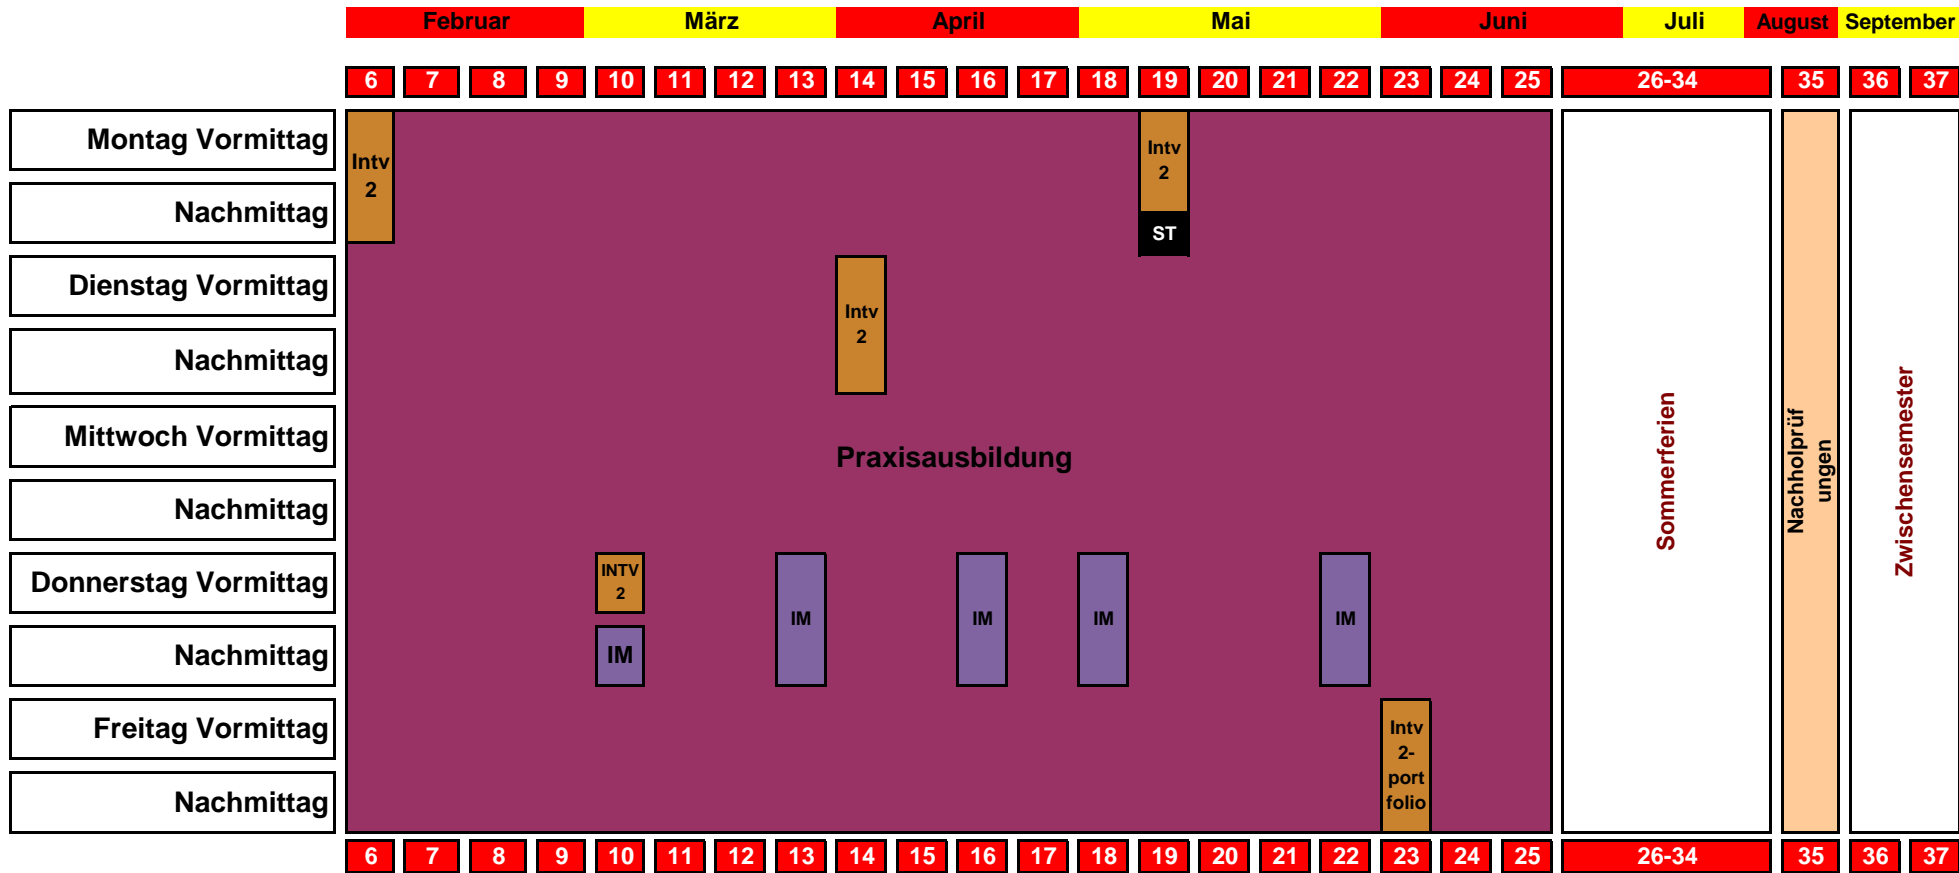 Februar März April Mai Juni Juli August September
6 7 8 9 10 11 12 13 14 15 16 17 18 19 20 21 22 23 24 25 26-34 35 36 37
Montag Vormittag
Nachmittag
Dienstag Vormittag
Nachmittag
Mittwoch Vormittag
Nachmittag
Donnerstag Vormittag
Nachmittag
Freitag Vormittag
Nachmittag
Intv
2
Intv
2
ST
Intv
2
Praxisausbildung
INTV
2
IM
IM
IM
IM
IM
Intv
2-
port
folio
Sommerferien
Nachholprüf
ungen
Zwischensemester
6 7 8 9 10 11 12 13 14 15 16 17 18 19 20 21 22 23 24 25 26-34 35 36 37